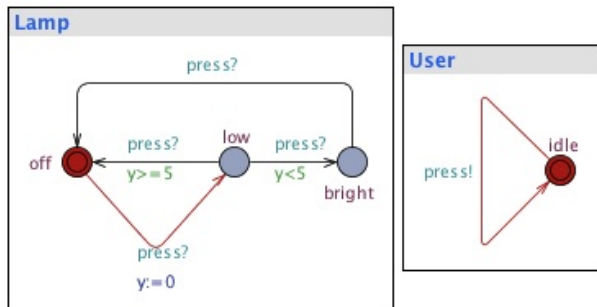 Lamp
press?
off
press?
y>=5
low
press?
y<5
bright
press?
y:=0
User
idle
press!